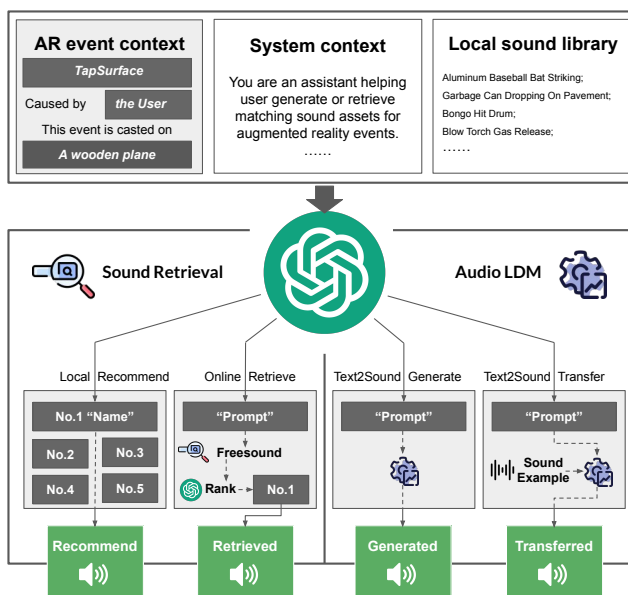 AR event context
TapSurface
Caused by the User
This event is casted on
A wooden plane
System context
You are an assistant helping
user generate or retrieve
matching sound assets for
augmented reality events.
......
Local sound library
Aluminum Baseball Bat Striking;
Garbage Can Dropping On Pavement;
Bongo Hit Drum;
Blow Torch Gas Release;
......
Sound Retrieval
Audio LDM
Local Recommend
No.1 “Name”
No.2
No.3
No.4
No.5
Recommend
Online Retrieve
“Prompt”
Freesound
Rank
No.1
Retrieved
Text2Sound Generate
“Prompt”
Generated
Text2Sound Transfer
“Prompt”
Sound
Example
Transferred